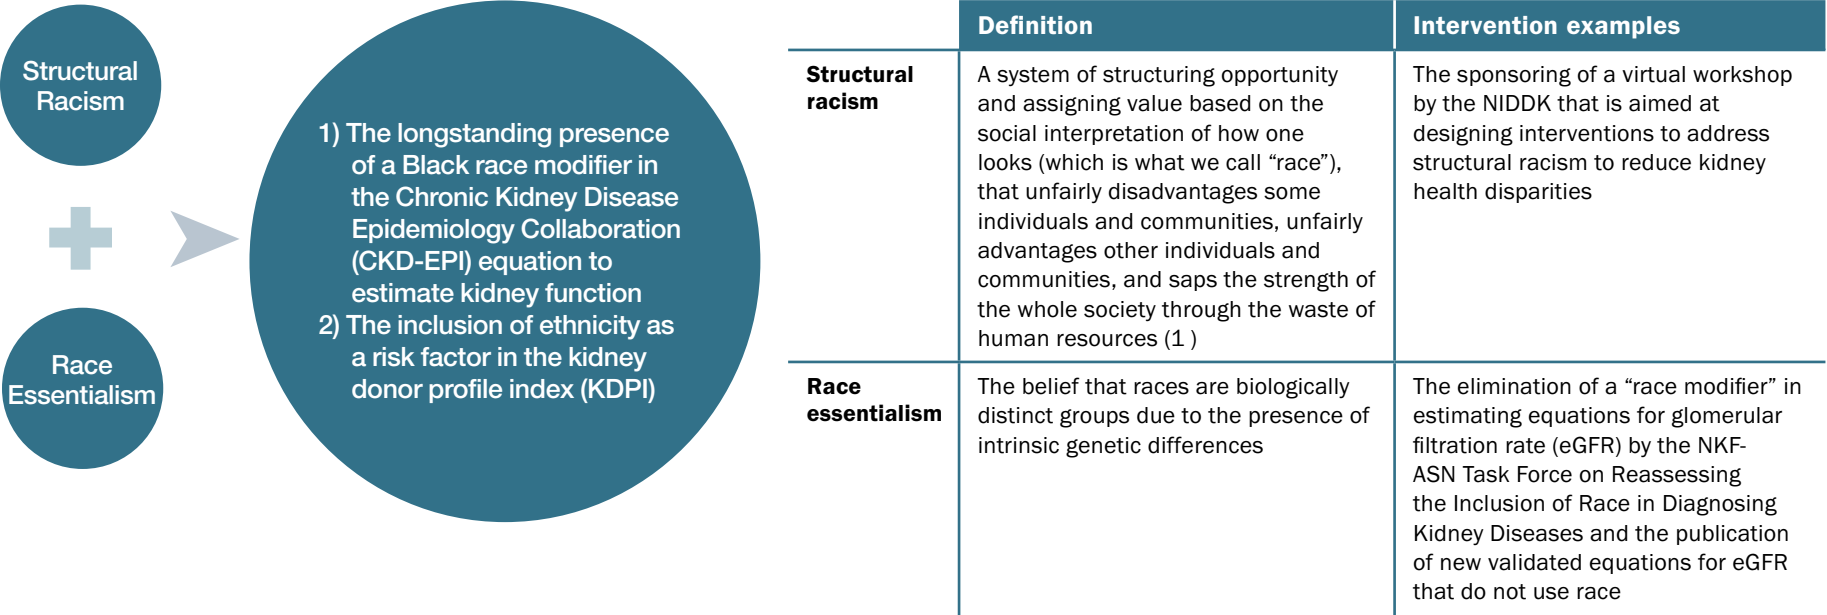 Structural
Racism
Race
Essentialism
1) The longstanding presence
of a Black race modifier in
the Chronic Kidney Disease
Epidemiology Collaboration
(CKD-EPI) equation to
estimate kidney function
2) The inclusion of ethnicity as
a risk factor in the kidney
donor profile index (KDPI)
Definition
Intervention examples
Structural
racism
A system of structuring opportunity
and assigning value based on the
social interpretation of how one
looks (which is what we call “race”),
that unfairly disadvantages some
individuals and communities, unfairly
advantages other individuals and
communities, and saps the strength of
the whole society through the waste of
human resources (1 )
The sponsoring of a virtual workshop
by the NIDDK that is aimed at
designing interventions to address
structural racism to reduce kidney
health disparities
Race
essentialism
The belief that races are biologically
distinct groups due to the presence of
intrinsic genetic differences
The elimination of a “race modifier” in
estimating equations for glomerular
filtration rate (eGFR) by the NKF-
ASN Task Force on Reassessing
the Inclusion of Race in Diagnosing
Kidney Diseases and the publication
of new validated equations for eGFR
that do not use race